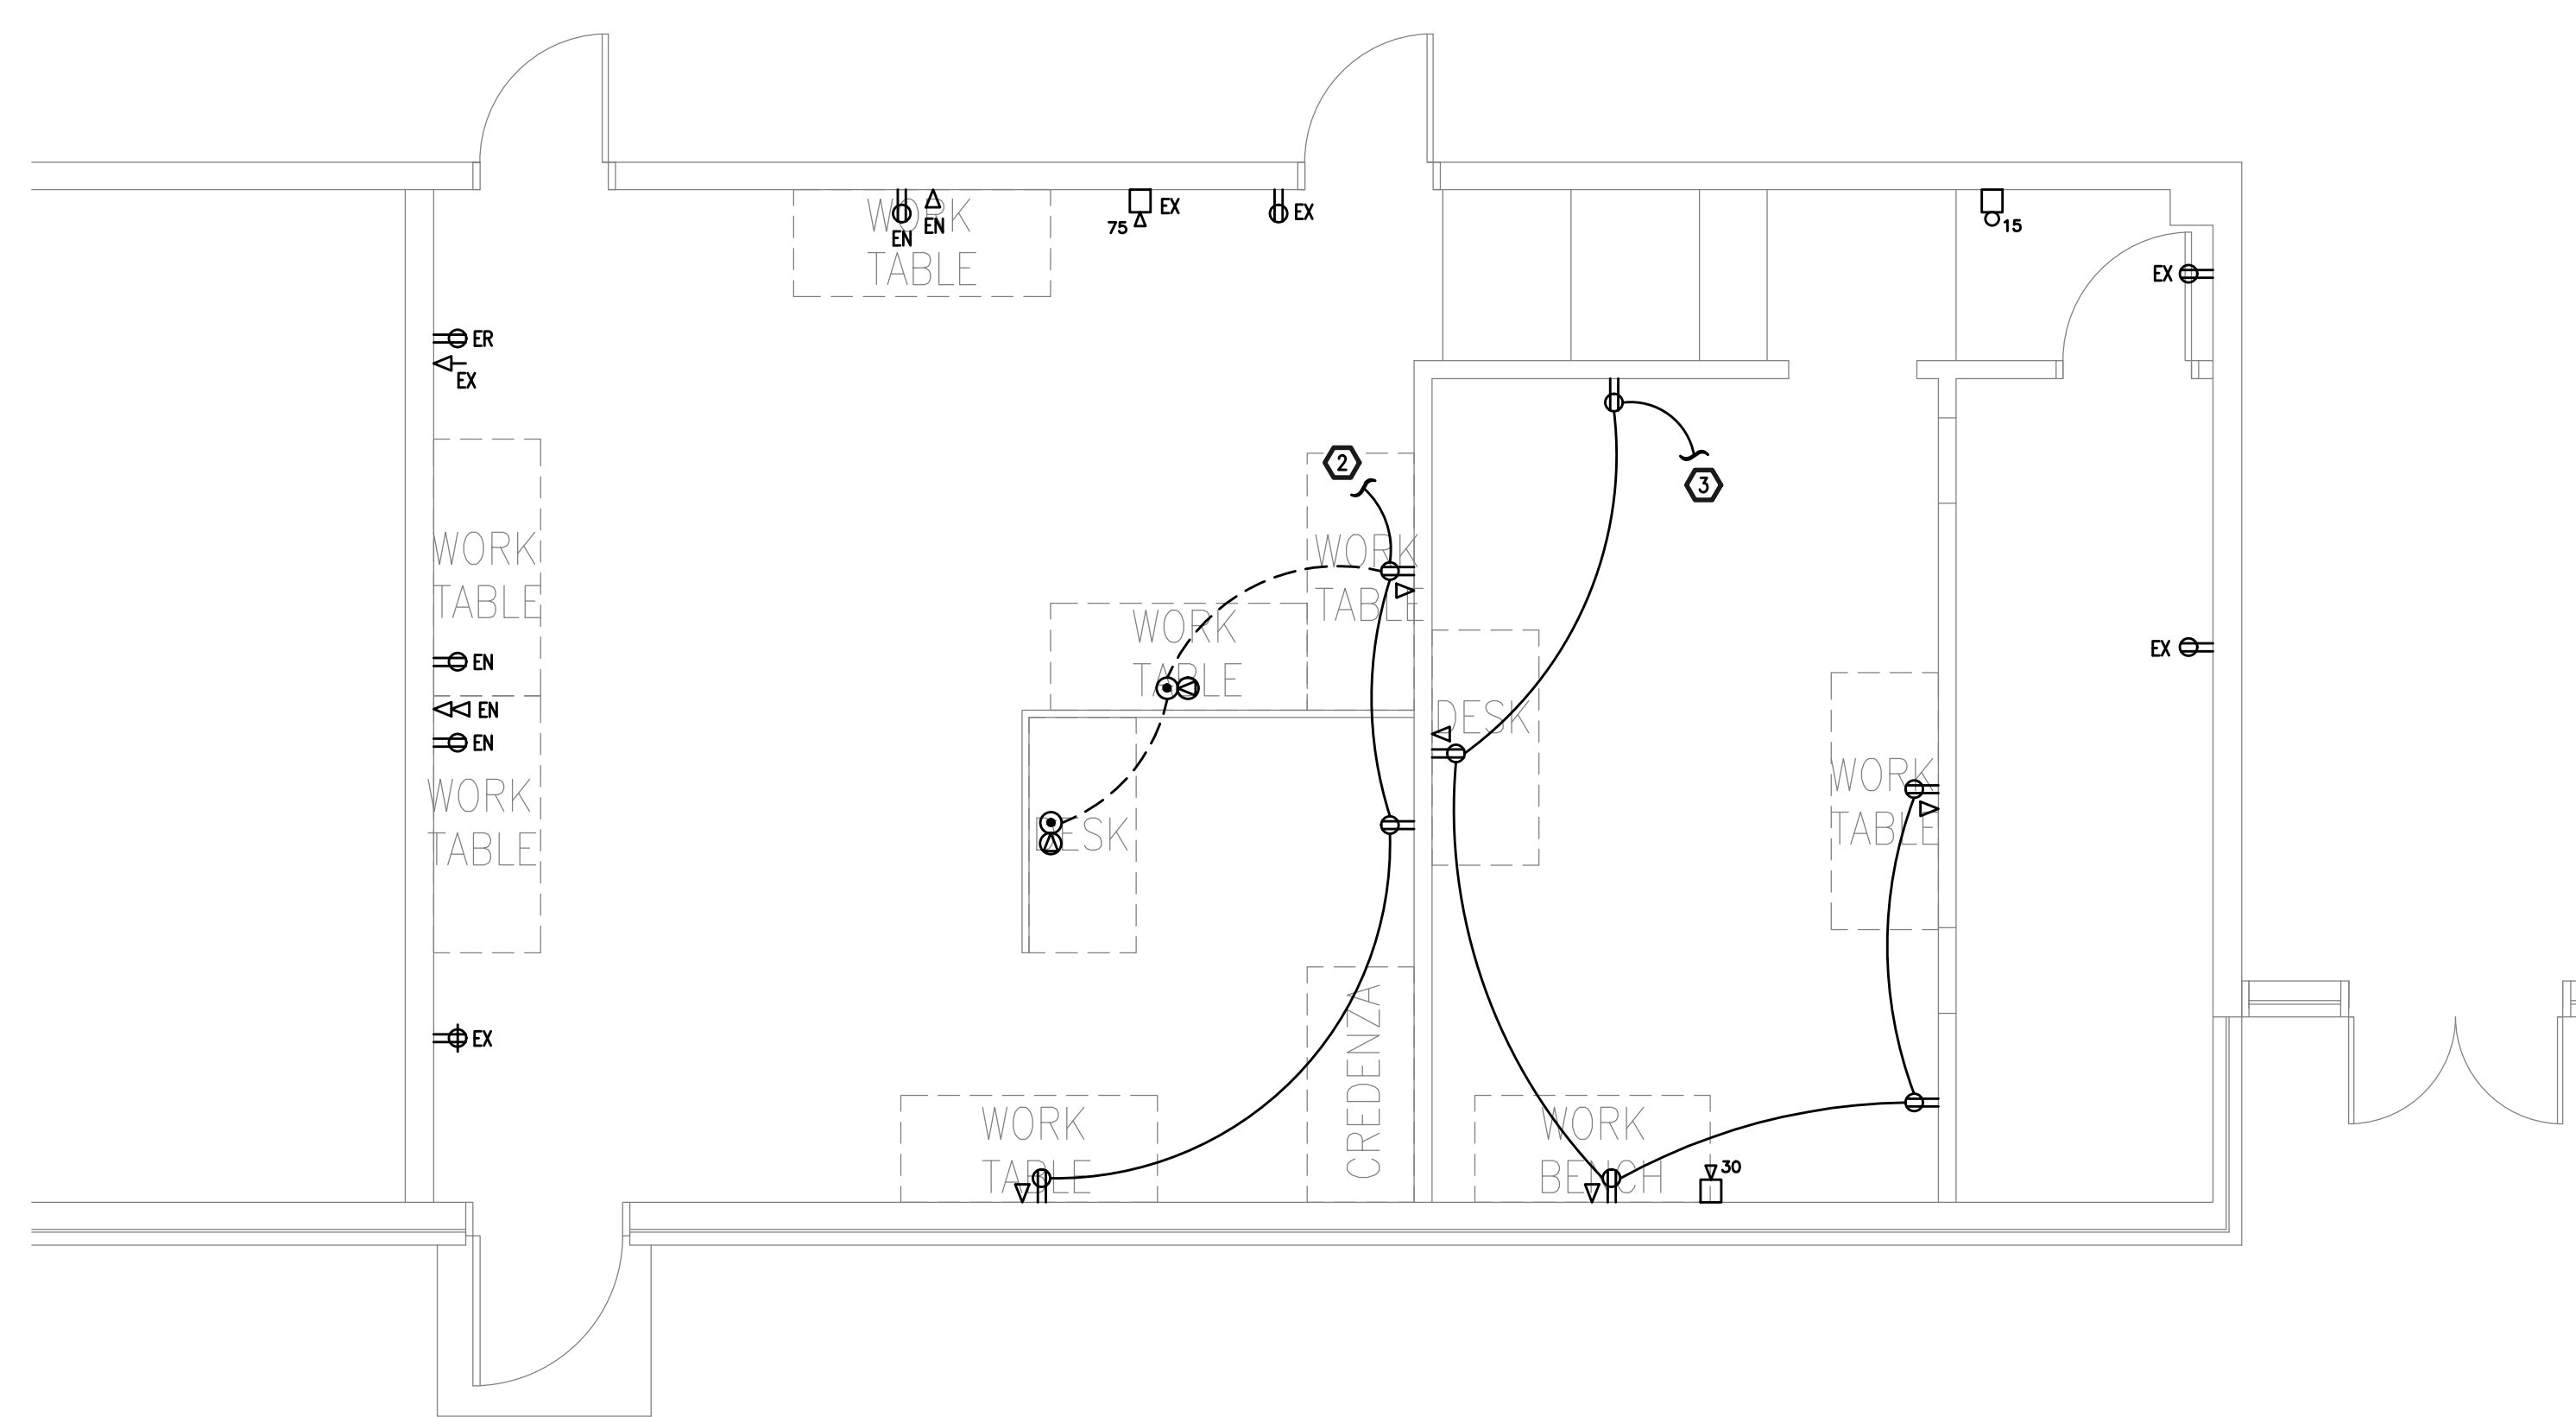 WORK
TABLE
EN
EN
75
EX
EX
15
EX
ER
EX
2
3
WORK
TABLE
WORK
TABLE
WORK
TABLE
EX
EN
EN
EN
DESK
WORK
TABLE
WORK
TABLE
DESK
EX
CREDENZA
WORK
TABLE
WORK
BENCH
30